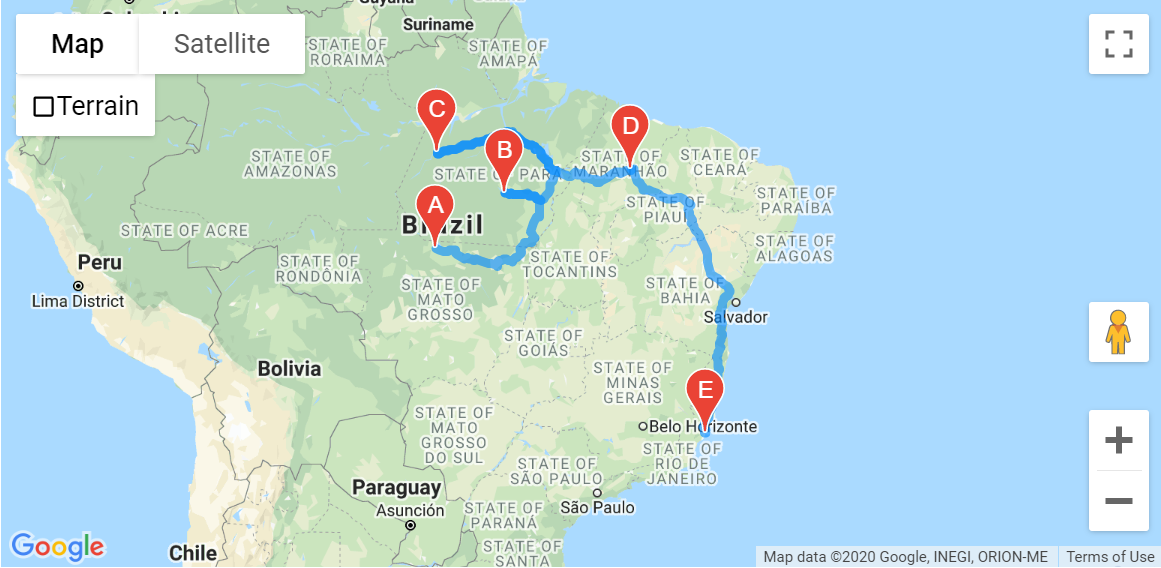 Suriname
Map
Satellite
Terrain
STATE OF
RORAIMA
STATE OF
AMAPÁ
C
D
B
STATE OF
AMAZONAS
STATE OF PARÁ
STATE OF
MARANHÃO
STATE OF
CEARÁ
A
STATE OF
PARAÍBA
STATE OF
PIAUÍ
STATE OF ACRE
Brazil
STATE OF
ALAGOAS
Peru
Lima District
STATE OF
RONDÔNIA
STATE OF
TOCANTINS
STATE OF
MATO
GROSSO
STATE OF
BAHIA
Salvador
STATE OF
GOIÁS
Bolivia
STATE OF
MINAS
GERAIS
E
Belo Horizonte
STATE OF
MATO
GROSSO
DO SUL
STATE OF
RIO DE
JANEIRO
STATE OF
SÃO PAULO
São Paulo
Paraguay
Asunción
STATE OF
PARANÁ
STATE OF
SANTA
Chile
Google
Map data ©2020 Google, INEGI, ORION-ME
Terms of Use